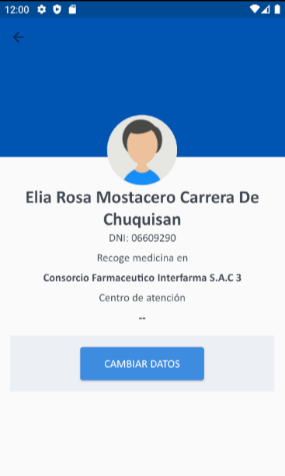 12:00
Elia Rosa Mostacero Carrera De
Chuquisan
DNI: 06609290
Recoge medicina en
Consorcio Farmaceutico Interfarma S.A.C 3
Centro de atención
--
CAMBIAR DATOS